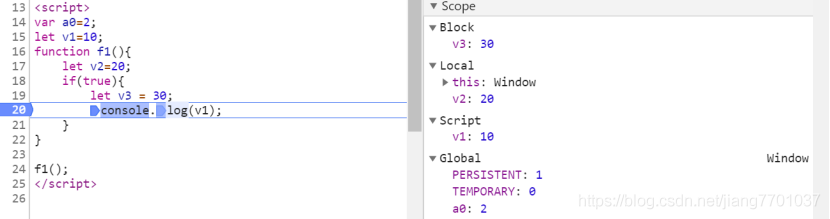 13 <script>
14 var a0=2;
15 let v1=10;
16 function f1(){
17     let v2=20;
18     if(true){
19         let v3 = 30;
20         console.log(v1);
21     }
22 }
23
24 f1();
25 </script>
26
Scope
Block
v3: 30
Local
this: Window
v2: 20
Script
v1: 10
Global Window
PERSISTENT: 1
TEMPORARY: 0
a0: 2
https://blog.csdn.net/jiang7701037